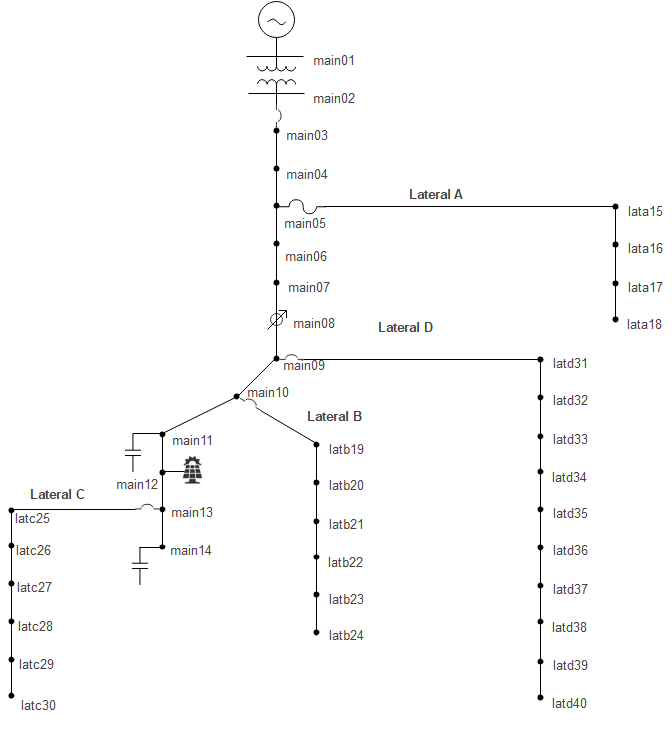 main01
main02
main03
main04
Lateral A
lata15
main05
lata16
main06
lata17
main07
main08
lata18
Lateral D
main09
latd31
main10
latd32
Lateral B
main11
latd33
latb19
latd34
main12
latb20
Lateral C
main13
latd35
latc25
latb21
main14
latc26
latd36
latb22
latc27
latd37
latb23
latc28
latd38
latb24
latc29
latd39
latc30
latd40